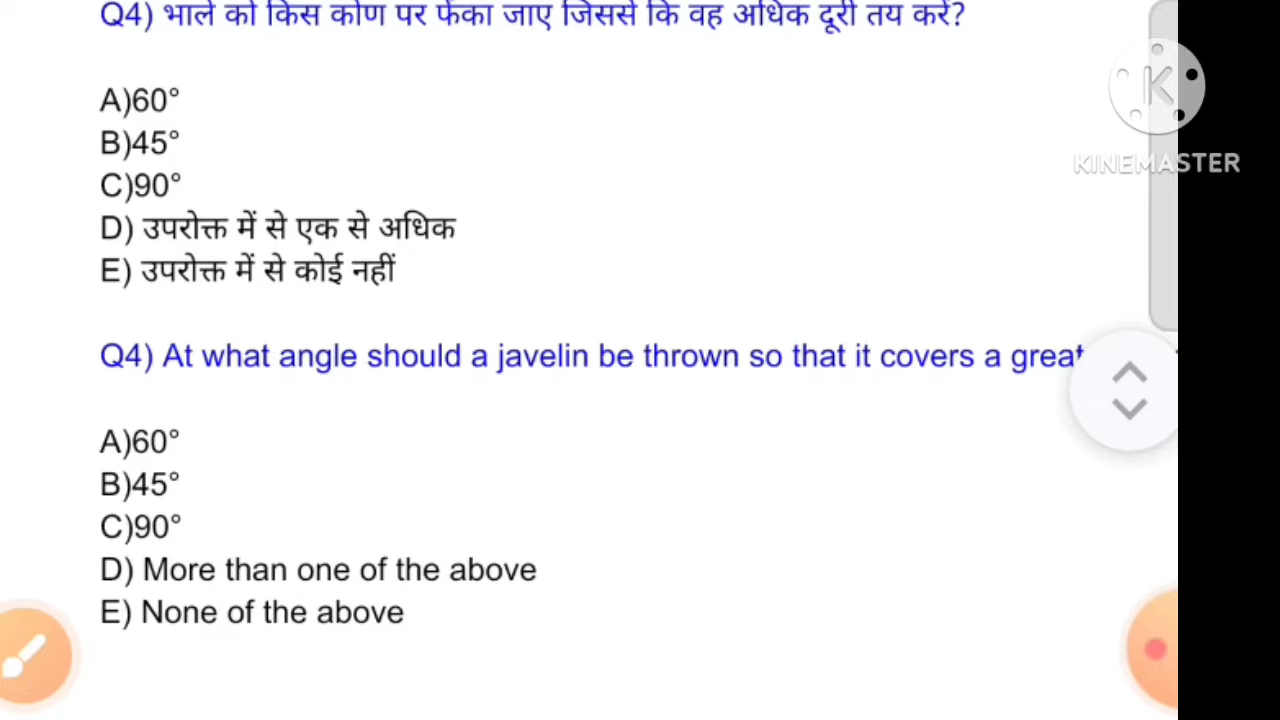 Q4) भाले को किस कोण पर फेंका जाए जिससे कि वह अधिक दूरी तय करें?
A)60°
B)45°
C)90°
D) उपरोक्त में से एक से अधिक
E) उपरोक्त में से कोई नहीं
Q4) At what angle should a javelin be thrown so that it covers a great
A)60°
B)45°
C)90°
D) More than one of the above
E) None of the above
K
KINEMASTER